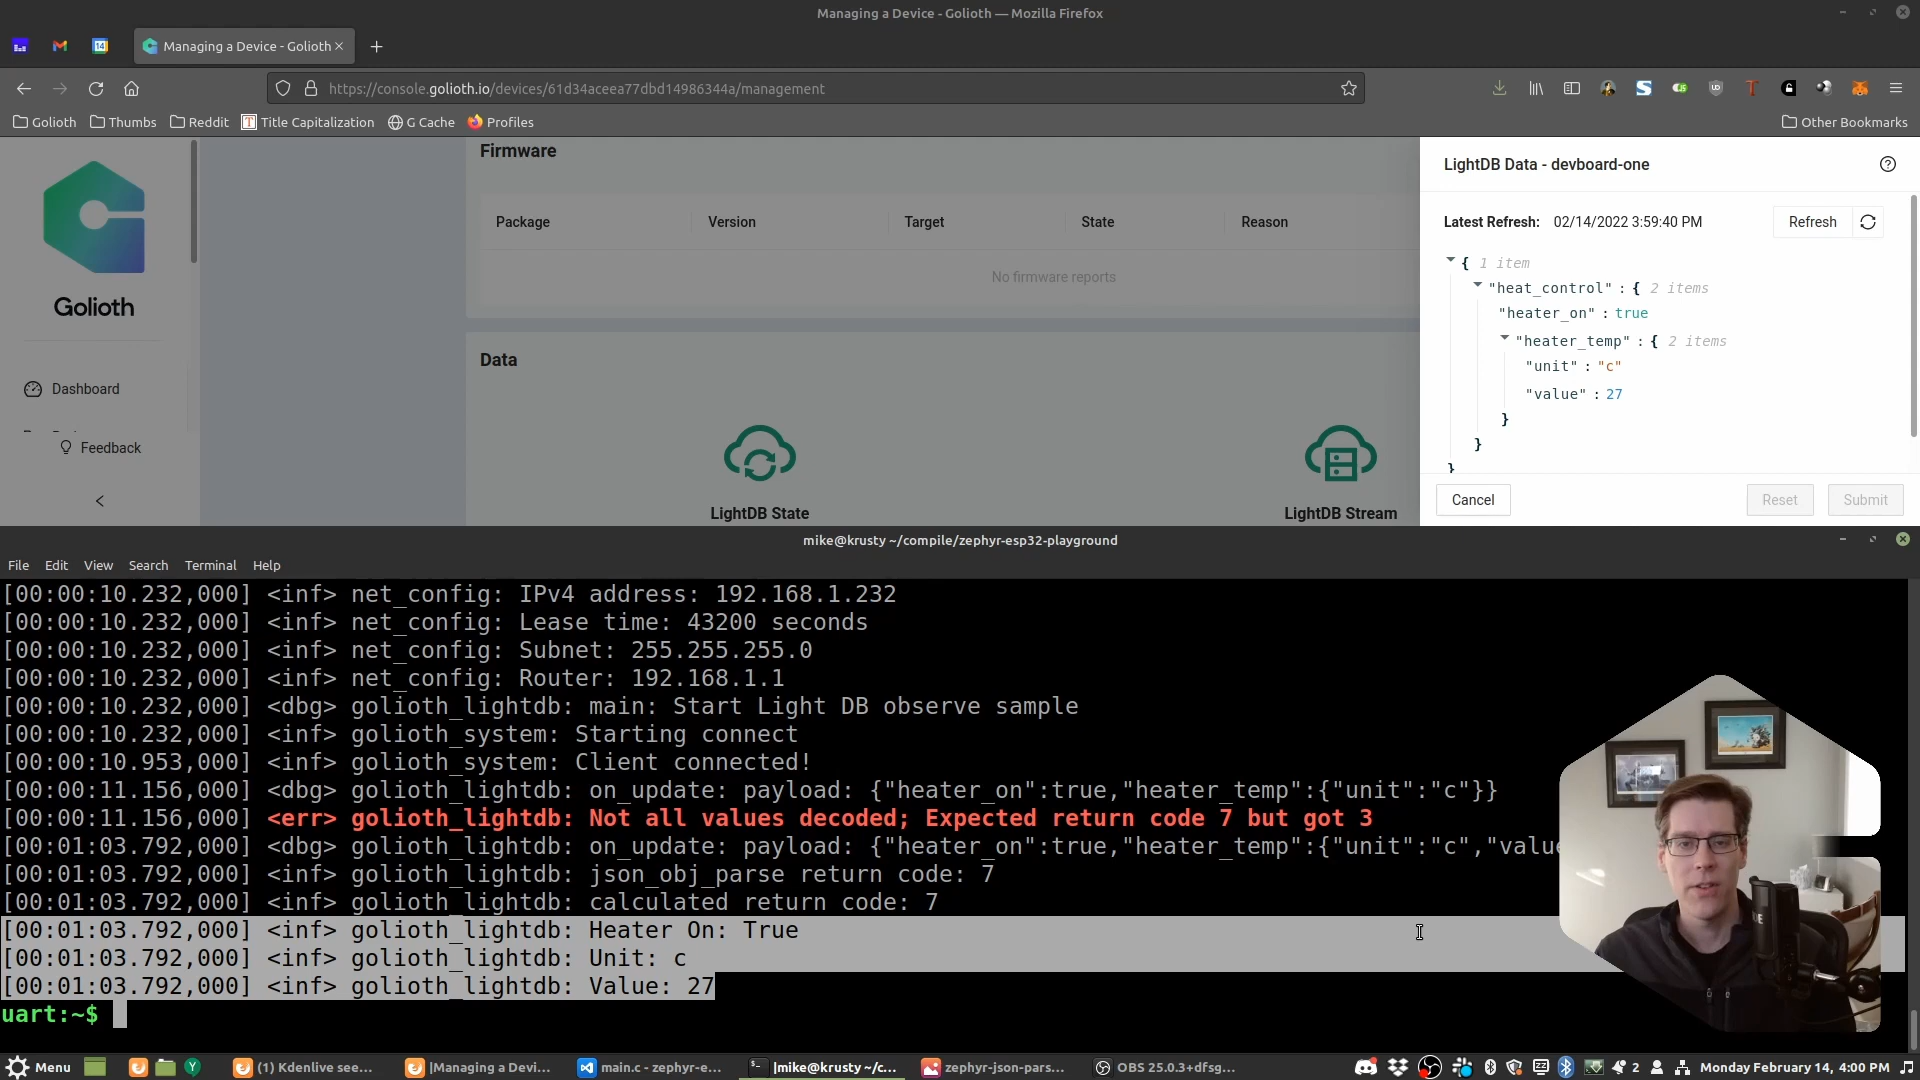 Managing a Device - Golioth — Mozilla Firefox
14
Managing a Device - Golioth
https://console.golioth.io/devices/61d34aceea77dbd14986344a/management
Golioth
Thumbs
Reddit
Title Capitalization
G Cache
Profiles
Other Bookmarks
Golioth
Dashboard
Feedback
Firmware
Package
Version
Target
State
Reason
No firmware reports
Data
LightDB State
LightDB Stream
LightDB Data - devboard-one
Latest Refresh: 02/14/2022 3:59:40 PM
Refresh
{ 1 item
"heat_control" : { 2 items
"heater_on" : true
"heater_temp" : { 2 items
"unit" : "c"
"value" : 27
}
}
}
Cancel
Reset
Submit
mike@krusty ~/compile/zephyr-esp32-playground
File Edit View Search Terminal Help
[00:00:10.232,000] <inf> net_config: IPv4 address: 192.168.1.232
[00:00:10.232,000] <inf> net_config: Lease time: 43200 seconds
[00:00:10.232,000] <inf> net_config: Subnet: 255.255.255.0
[00:00:10.232,000] <inf> net_config: Router: 192.168.1.1
[00:00:10.232,000] <dbg> golioth_lightdb: main: Start Light DB observe sample
[00:00:10.232,000] <inf> golioth_system: Starting connect
[00:00:10.953,000] <inf> golioth_system: Client connected!
[00:00:11.156,000] <dbg> golioth_lightdb: on_update: payload: {"heater_on":true,"heater_temp":{"unit":"c"}}
[00:00:11.156,000] <err> golioth_lightdb: Not all values decoded; Expected return code 7 but got 3
[00:01:03.792,000] <dbg> golioth_lightdb: on_update: payload: {"heater_on":true,"heater_temp":{"unit":"c","value
[00:01:03.792,000] <inf> golioth_lightdb: json_obj_parse return code: 7
[00:01:03.792,000] <inf> golioth_lightdb: calculated return code: 7
[00:01:03.792,000] <inf> golioth_lightdb: Heater On: True
[00:01:03.792,000] <inf> golioth_lightdb: Unit: c
[00:01:03.792,000] <inf> golioth_lightdb: Value: 27
uart:~$
Menu
(1) Kdenlive see...
|Managing a Devi...
main.c - zephyr-e...
|mike@krusty ~/c...
zephyr-json-pars...
OBS 25.0.3+dfsg...
2
Monday February 14, 4:00 PM